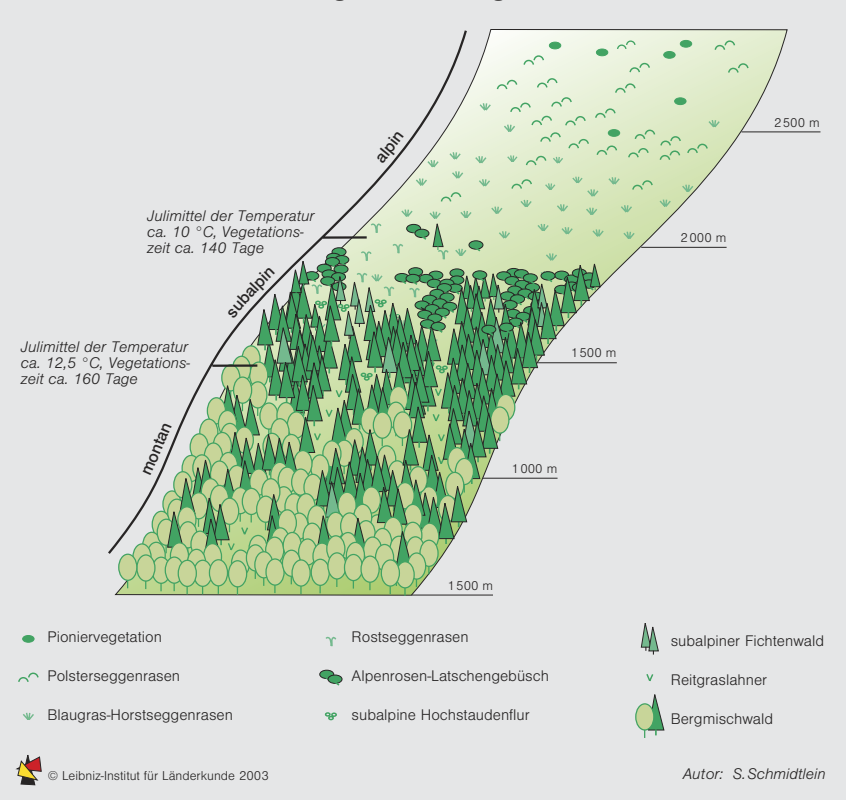 alpin
2500 m
Julimittel der Temperatur
ca. 10 °C, Vegetations-
zeit ca. 140 Tage
2000 m
subalpin
Julimittel der Temperatur
ca. 12,5 °C, Vegetations-
zeit ca. 160 Tage
1500 m
montan
1000 m
1500 m
Pioniervegetation
Rostseggenrasen
subalpiner Fichtenwald
Polsterseggenrasen
Alpenrosen-Latschengebüsch
Reitgraslahner
Blaugras-Horstseggenrasen
subalpine Hochstaudenflur
Bergmischwald
© Leibniz-Institut für Länderkunde 2003
Autor: S.Schmidtlein